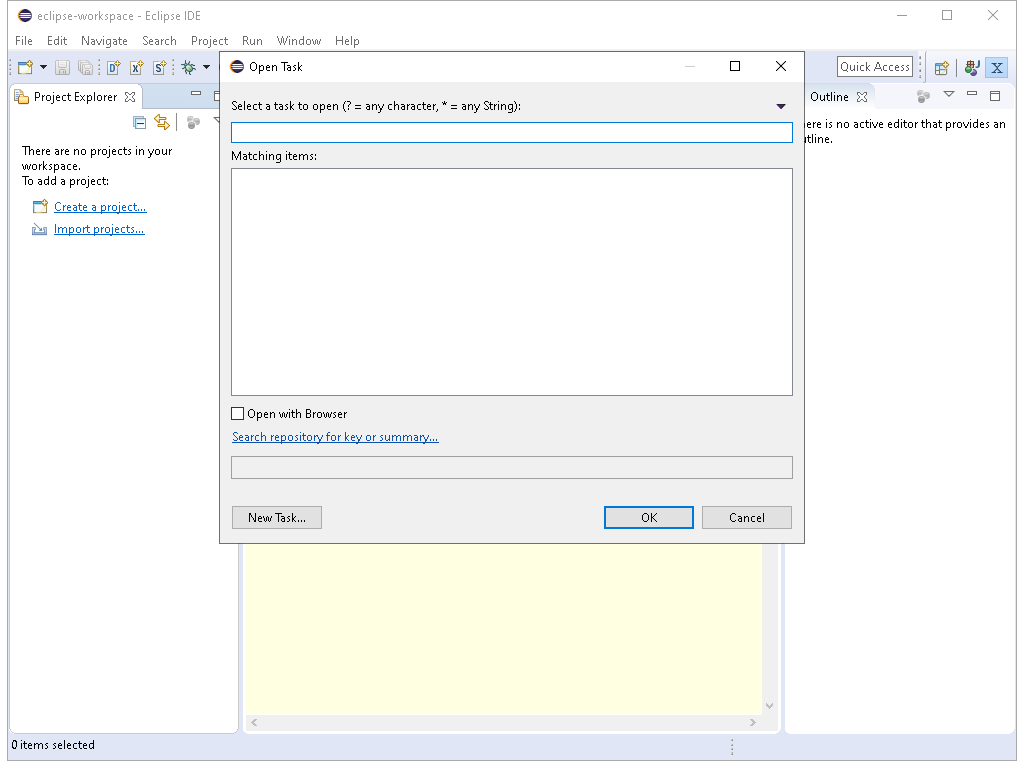 eclipse-workspace - Eclipse IDE
File Edit Navigate Search Project Run Window Help
Quick Access
Project Explorer
There are no projects in your
workspace.
To add a project:
Create a project...
Import projects...
Open Task
Select a task to open (? = any character, * = any String):
Matching items:
Open with Browser
Search repository for key or summary...
New Task...
OK
Cancel
Outline
ere is no active editor that provides an
tline.
0 items selected